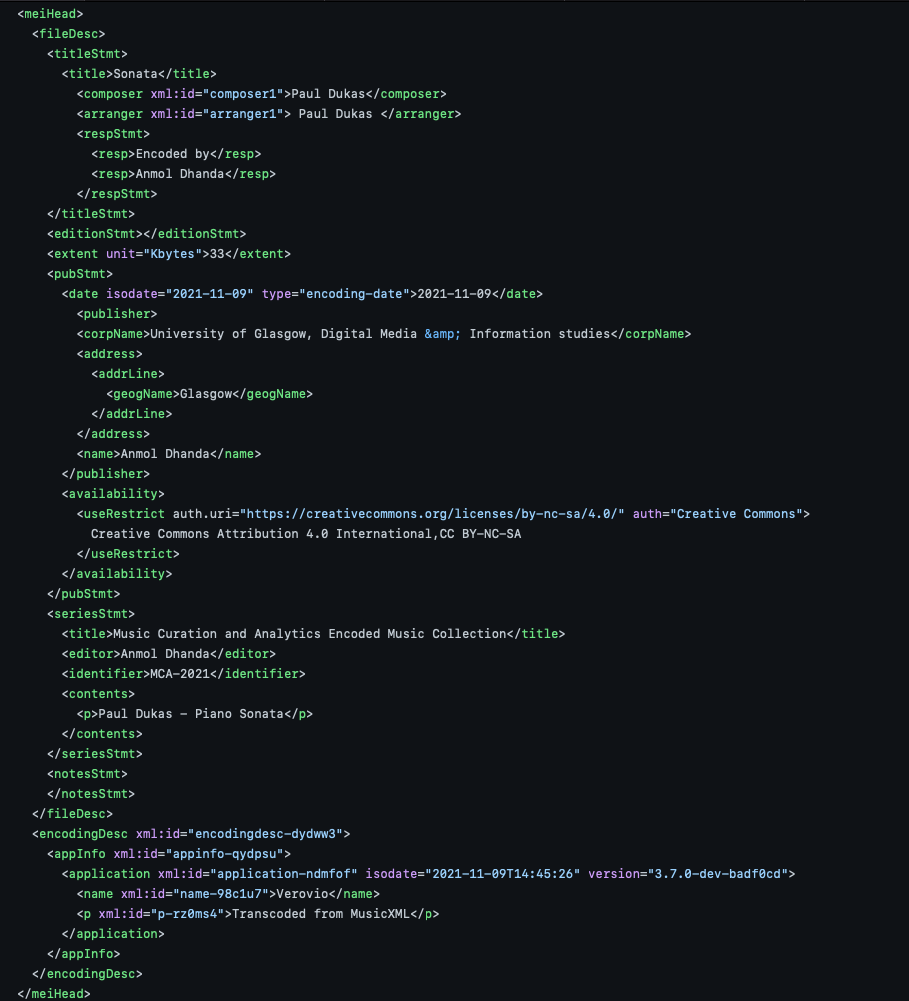 <meiHead>
<fileDesc>
<titleStmt>
<title>Sonata</title>
<composer xml:id="composer1">Paul Dukas</composer>
<arranger xml:id="arranger1"> Paul Dukas </arranger>
<respStmt>
<resp>Encoded by</resp>
<resp>Anmol Dhanda</resp>
</respStmt>
</titleStmt>
<editionStmt></editionStmt>
<extent unit="Kbytes">33</extent>
<pubStmt>
<date isodate="2021-11-09" type="encoding-date">2021-11-09</date>
<publisher>
<corpName>University of Glasgow, Digital Media &amp; Information studies</corpName>
<address>
<addrLine>
<geogName>Glasgow</geogName>
</addrLine>
</address>
<name>Anmol Dhanda</name>
</publisher>
<availability>
<useRestrict auth.uri="https://creativecommons.org/licenses/by-nc-sa/4.0/" auth="Creative Commons">
Creative Commons Attribution 4.0 International,CC BY-NC-SA
</useRestrict>
</availability>
</pubStmt>
<seriesStmt>
<title>Music Curation and Analytics Encoded Music Collection</title>
<editor>Anmol Dhanda</editor>
<identifier>MCA-2021</identifier>
<contents>
<p>Paul Dukas – Piano Sonata</p>
</contents>
</seriesStmt>
<notesStmt>
</notesStmt>
</fileDesc>
<encodingDesc xml:id="encodingdesc-dydww3">
<appInfo xml:id="appinfo-qydpsu">
<application xml:id="application-ndmfof" isodate="2021-11-09T14:45:26" version="3.7.0-dev-badf0cd">
<name xml:id="name-98c1u7">Verovio</name>
<p xml:id="p-rz0ms4">Transcoded from MusicXML</p>
</application>
</appInfo>
</encodingDesc>
</meiHead>